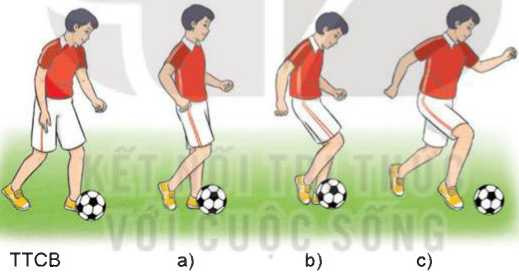 KẾT NỐI TRI THỨC
VỚI CUỘC SỐNG
TTCB a) b) c)